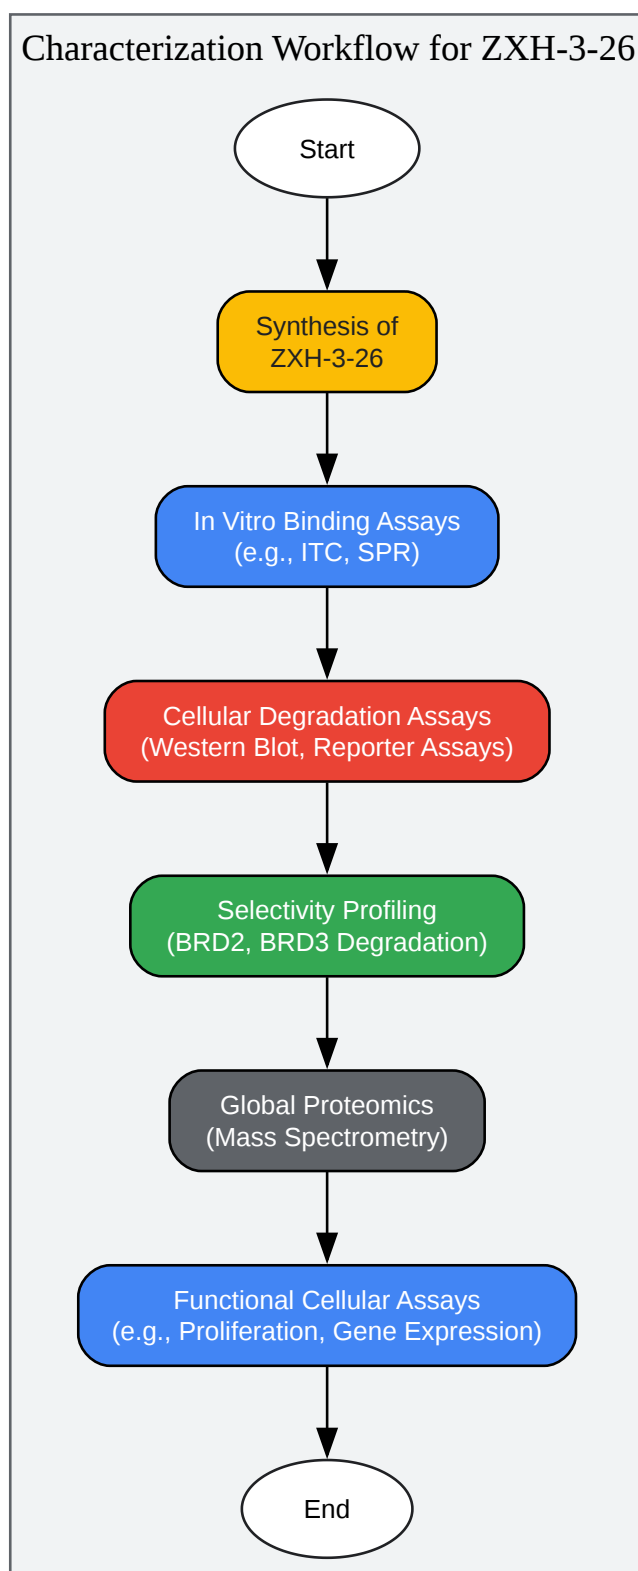 Characterization Workflow for ZXH-3-26
Start
Synthesis of
ZXH-3-26
In Vitro Binding Assays
(e.g., ITC, SPR)
Cellular Degradation Assays
(Western Blot, Reporter Assays)
Selectivity Profiling
(BRD2, BRD3 Degradation)
Global Proteomics
(Mass Spectrometry)
Functional Cellular Assays
(e.g., Proliferation, Gene Expression)
End